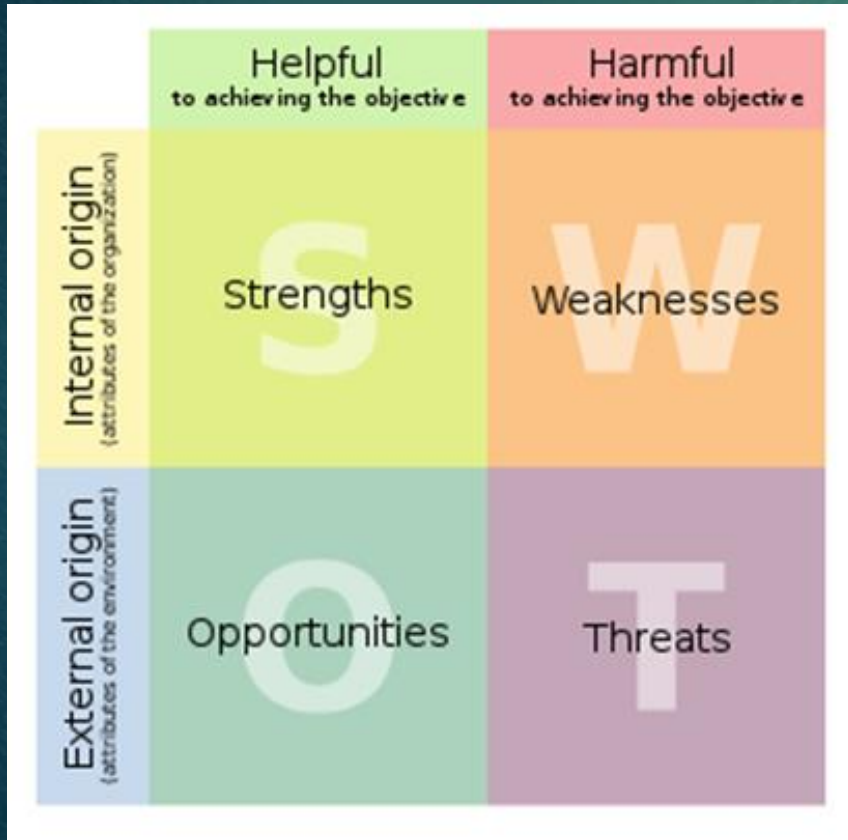 Helpful
to achieving the objective
Harmful
to achieving the objective
Internal origin
(attributes of the organization)
S
Strengths
W
Weaknesses
External origin
(attributes of the environment)
O
Opportunities
T
Threats